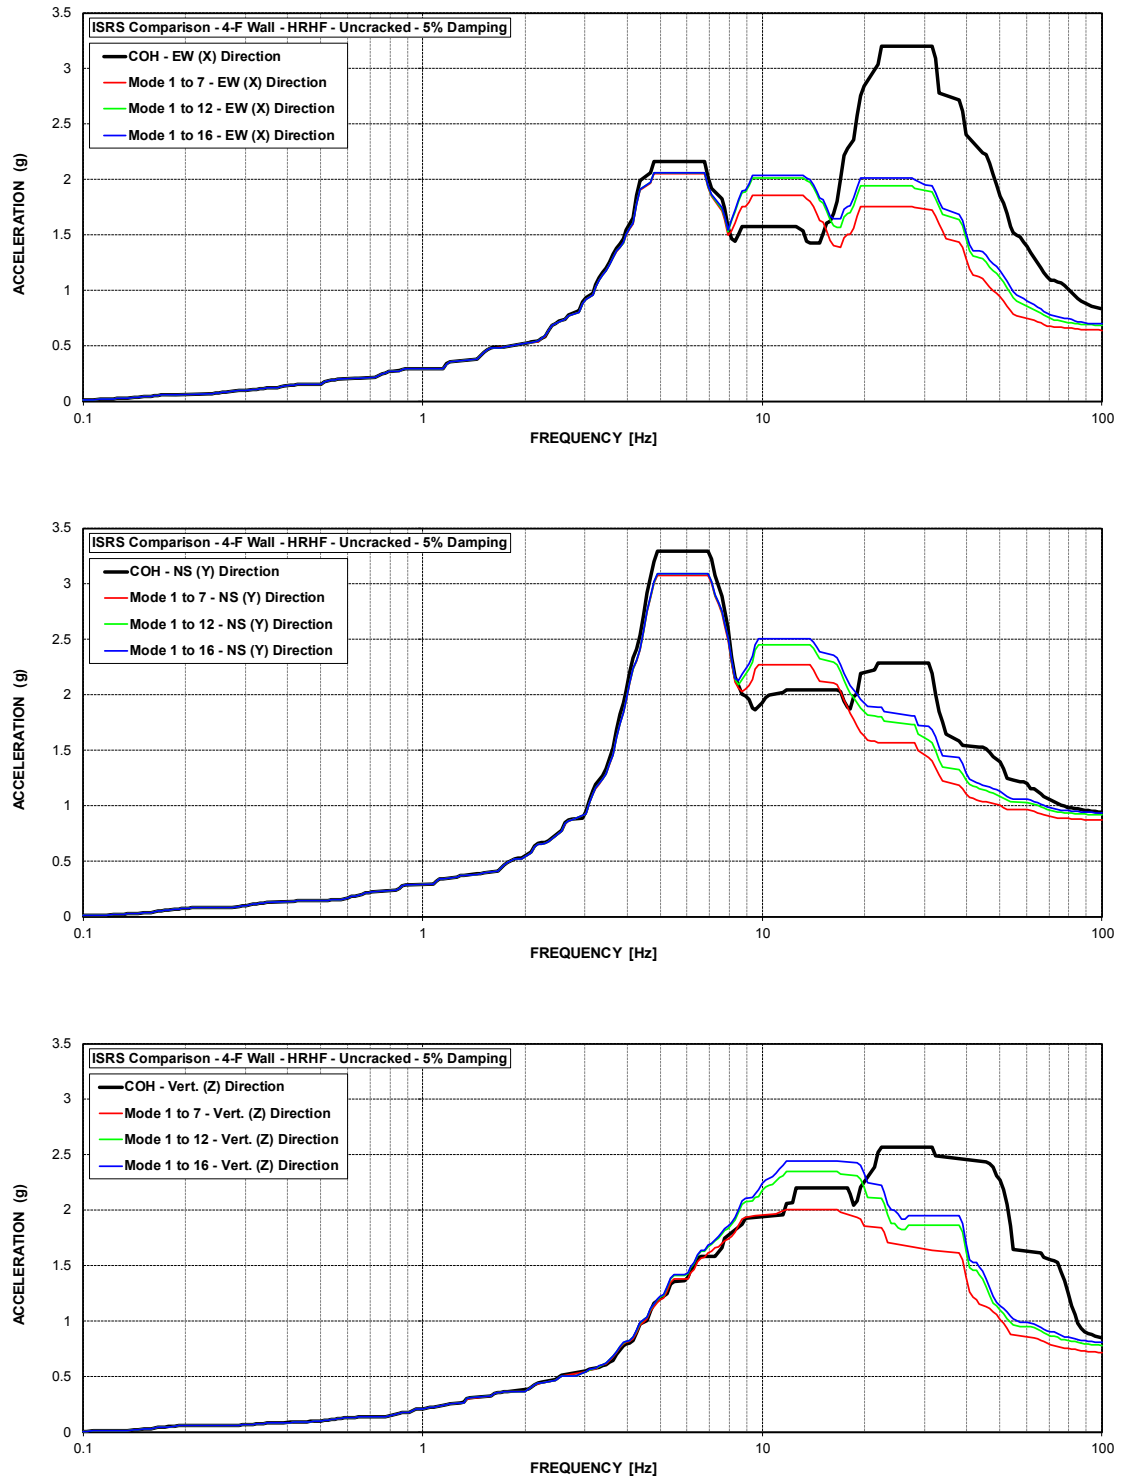 ISRS Comparison - 4-F Wall - HRHF - Uncracked - 5% Damping
COH - EW (X) Direction
Mode 1 to 7 - EW (X) Direction
Mode 1 to 12 - EW (X) Direction
Mode 1 to 16 - EW (X) Direction
3.5
3
2.5
2
1.5
1
0.5
0
ACCELERATION (g)
0.1
1
10
100
FREQUENCY [Hz]
ISRS Comparison - 4-F Wall - HRHF - Uncracked - 5% Damping
COH - NS (Y) Direction
Mode 1 to 7 - NS (Y) Direction
Mode 1 to 12 - NS (Y) Direction
Mode 1 to 16 - NS (Y) Direction
3.5
3
2.5
2
1.5
1
0.5
0
ACCELERATION (g)
0.1
1
10
100
FREQUENCY [Hz]
ISRS Comparison - 4-F Wall - HRHF - Uncracked - 5% Damping
COH - Vert. (Z) Direction
Mode 1 to 7 - Vert. (Z) Direction
Mode 1 to 12 - Vert. (Z) Direction
Mode 1 to 16 - Vert. (Z) Direction
3.5
3
2.5
2
1.5
1
0.5
0
ACCELERATION (g)
0.1
1
10
100
FREQUENCY [Hz]